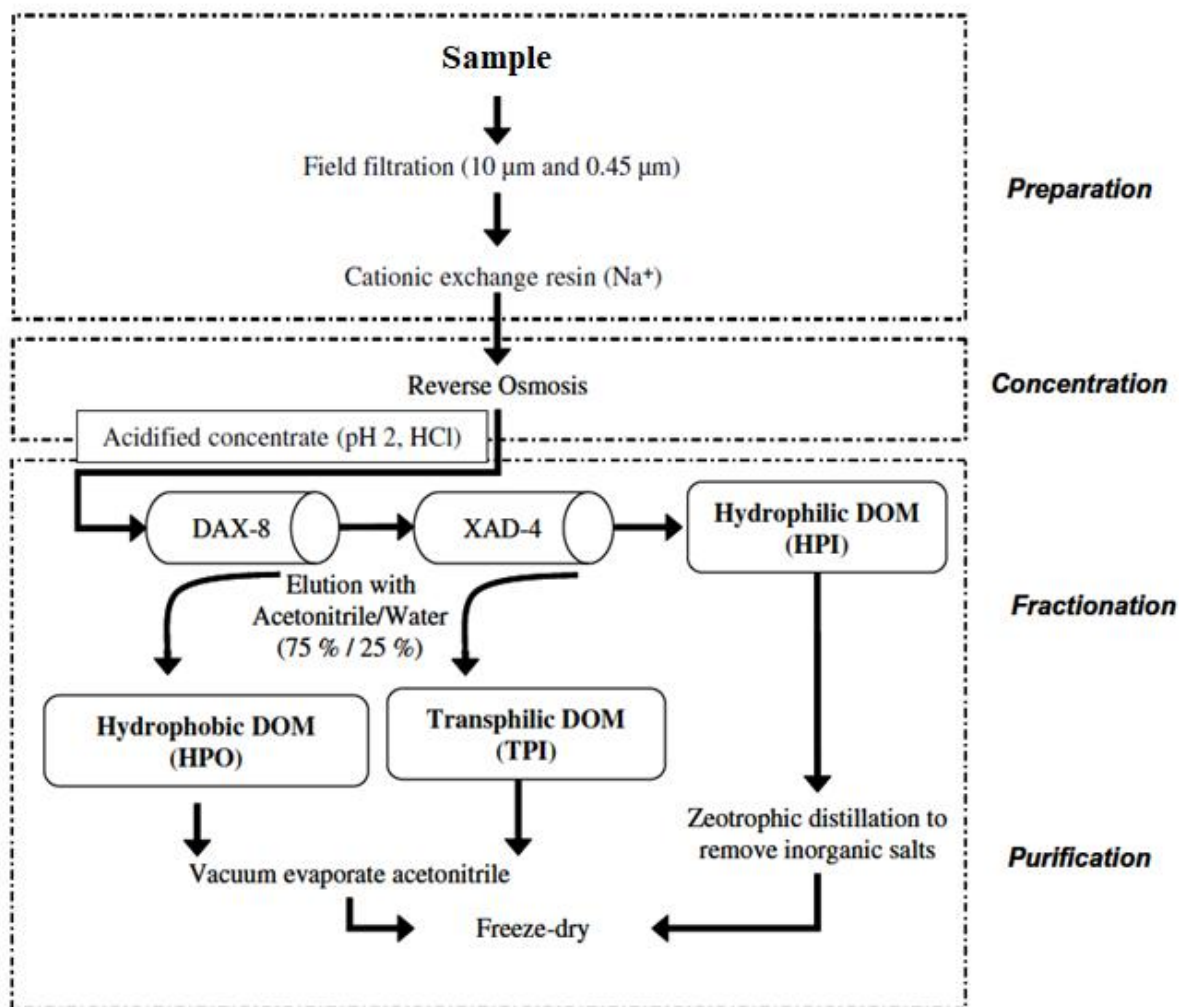 Sample
Field filtration (10 µm and 0.45 µm)
Preparation
Cationic exchange resin (Na⁺)
Reverse Osmosis
Concentration
Acidified concentrate (pH 2, HCl)
DAX-8
XAD-4
Hydrophilic DOM
(HPI)
Elution with
Acetonitrile/Water
(75 % / 25 %)
Fractionation
Hydrophobic DOM
(HPO)
Transphilic DOM
(TPI)
Zeotrophic distillation to
remove inorganic salts
Purification
Vacuum evaporate acetonitrile
Freeze-dry